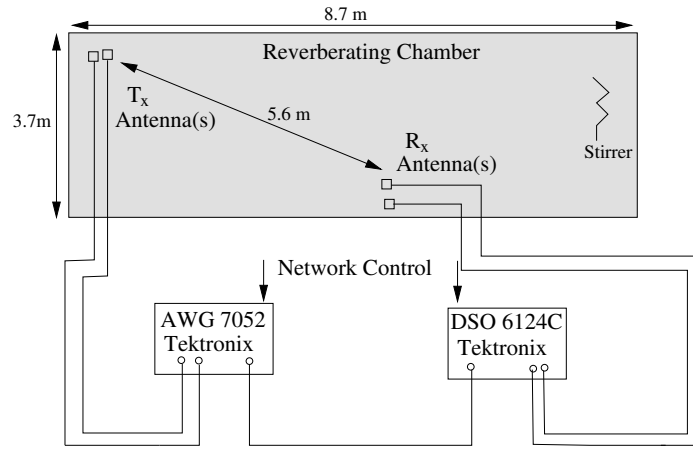 8.7 m
Reverberating Chamber
3.7m
Tx
Antenna(s)
5.6 m
Rx
Antenna(s)
Stirrer
Network Control
AWG 7052
Tektronix
DSO 6124C
Tektronix